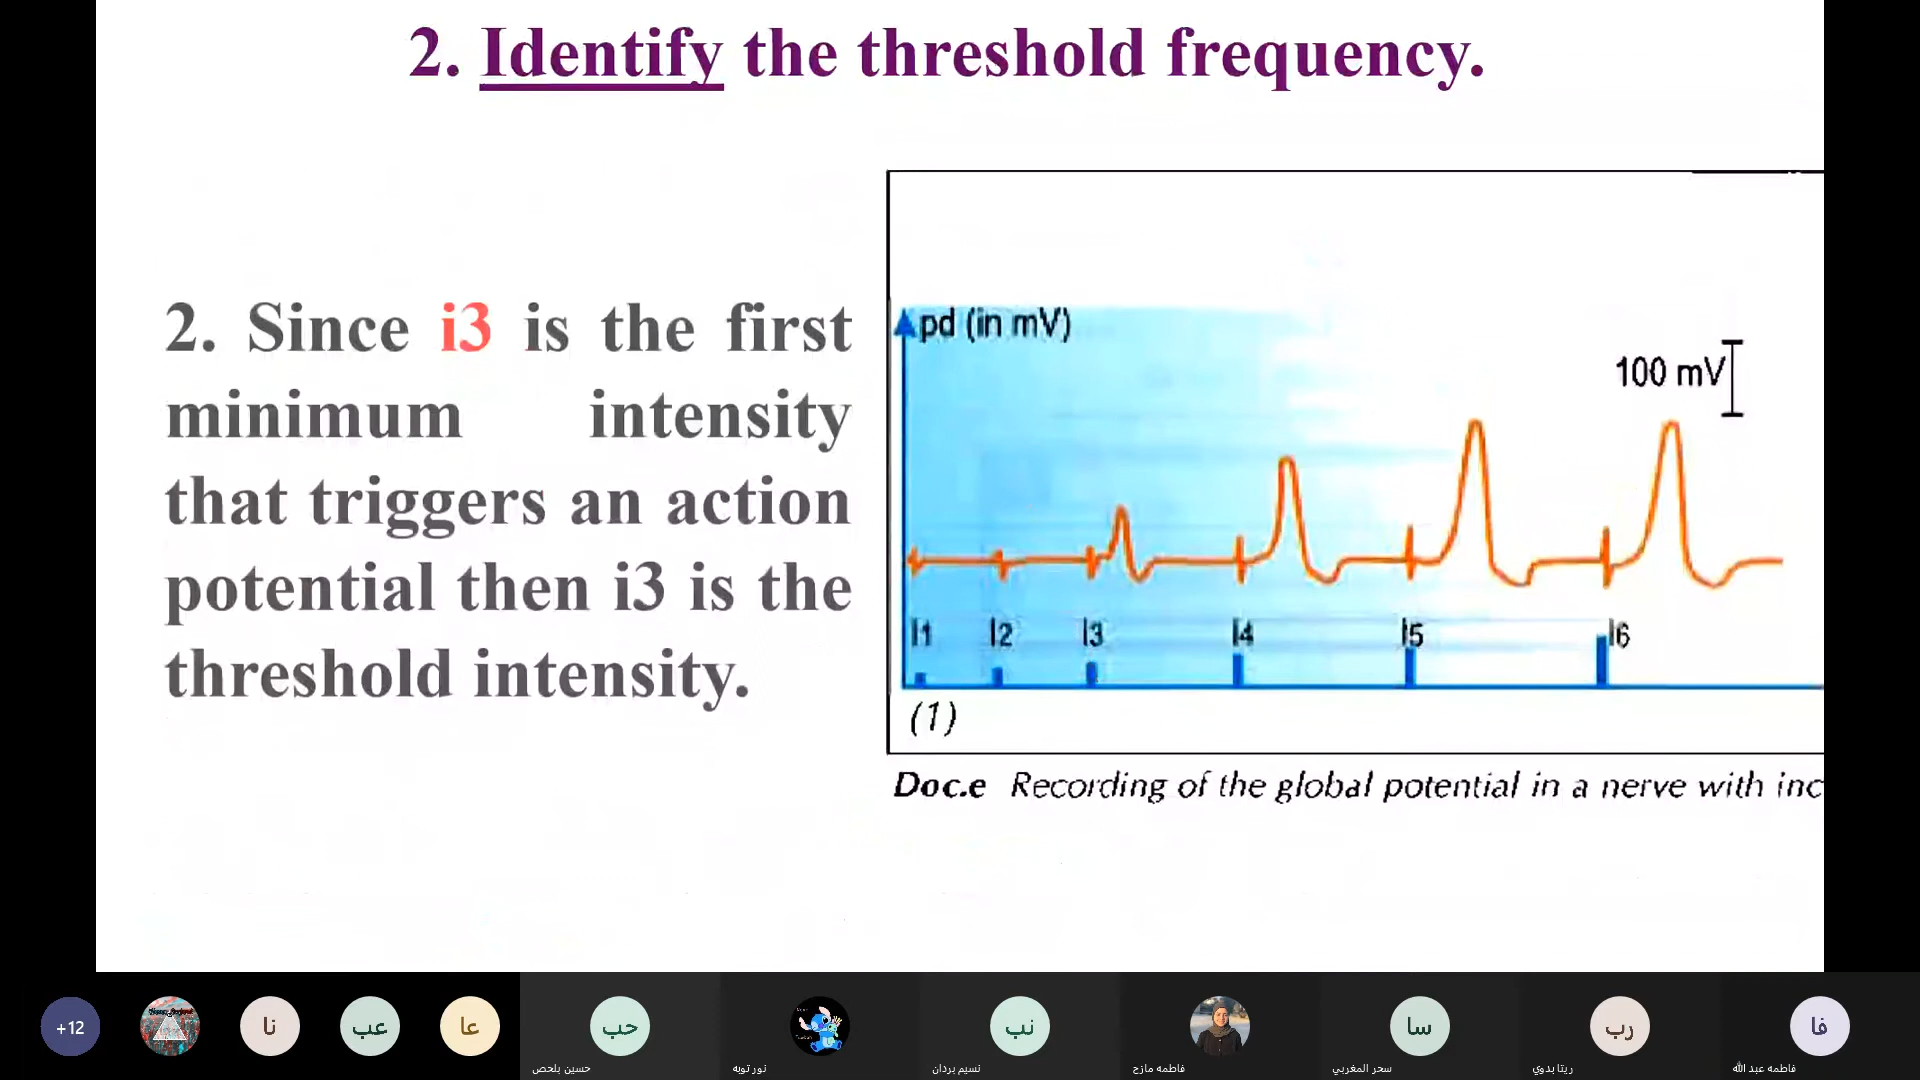 2. Identify the threshold frequency.
2. Since i3 is the first
minimum intensity
that triggers an action
potential then i3 is the
threshold intensity.
pd (in mV)
100 mV
I1 I2 I3 I4 I5 I6
(1)
Doc.e Recording of the global potential in a nerve with inc
+12
نا
عب
عا
حب
نب
سا
رب
فا
حسين بلحص
نور توبه
نسيم بردان
فاطمه مازح
سحر المغربي
ريتا بدوي
فاطمه عبد الله